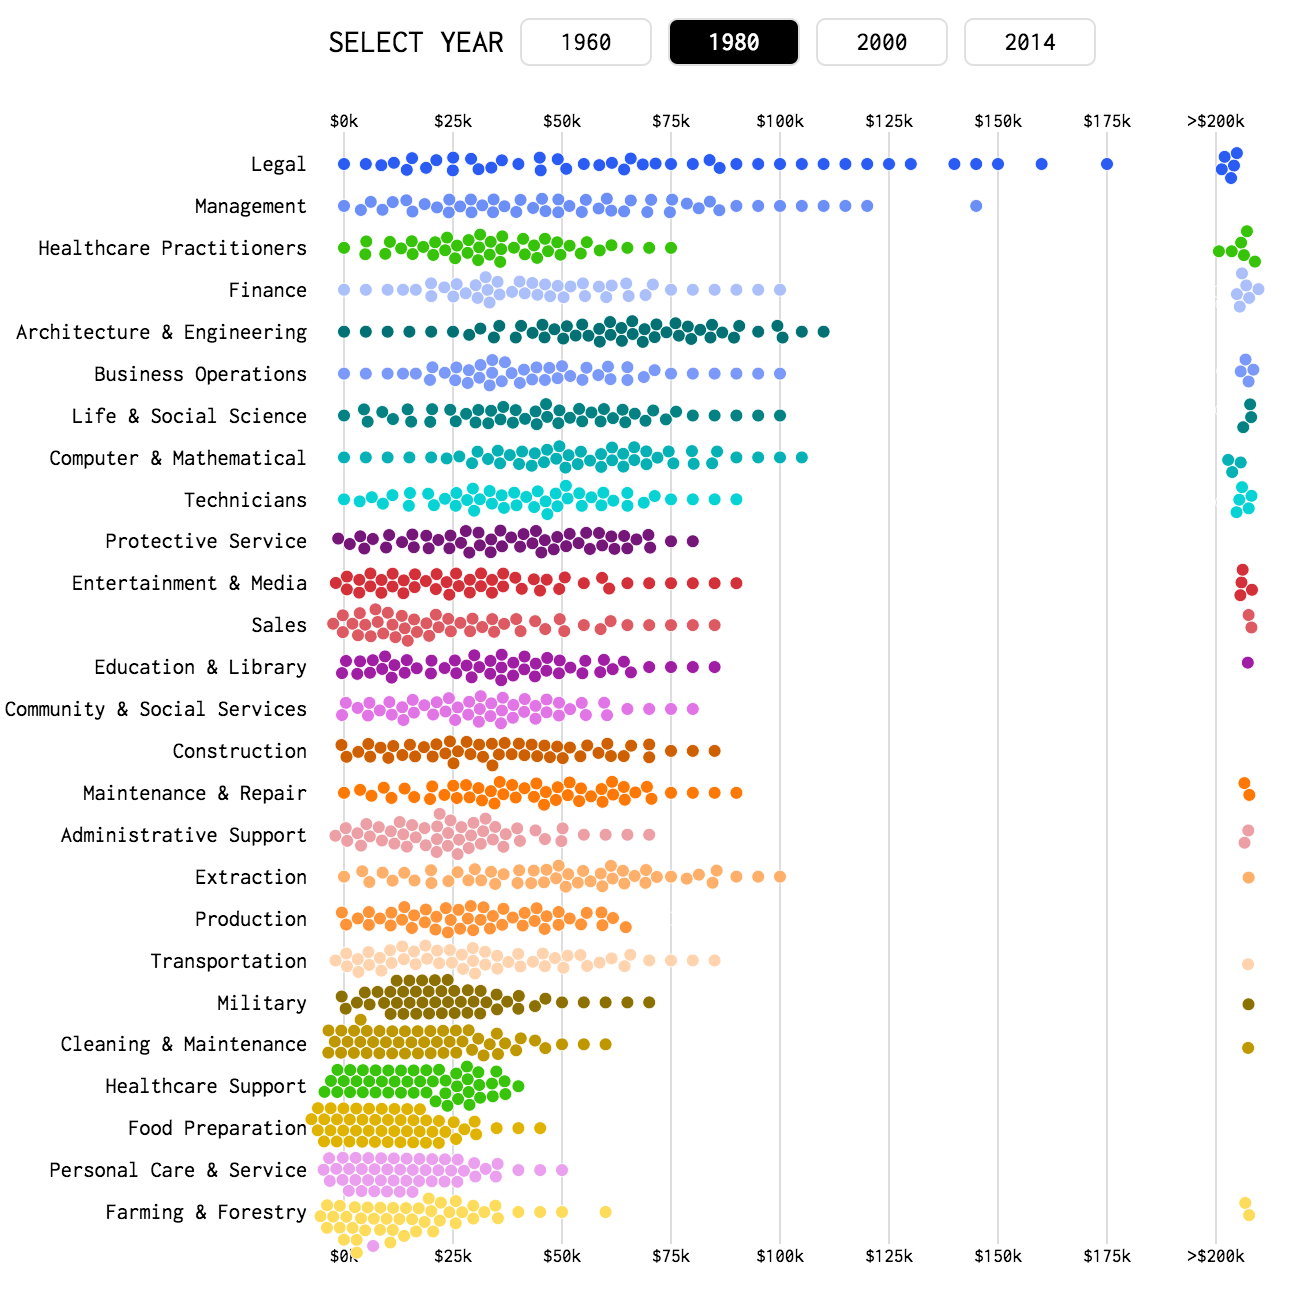 SELECT YEAR 1960 1980 2000 2014
$0k $25k $50k $75k $100k $125k $150k $175k >$200k
Legal
Management
Healthcare Practitioners
Finance
Architecture & Engineering
Business Operations
Life & Social Science
Computer & Mathematical
Technicians
Protective Service
Entertainment & Media
Sales
Education & Library
Community & Social Services
Construction
Maintenance & Repair
Administrative Support
Extraction
Production
Transportation
Military
Cleaning & Maintenance
Healthcare Support
Food Preparation
Personal Care & Service
Farming & Forestry
$0k $25k $50k $75k $100k $125k $150k $175k >$200k